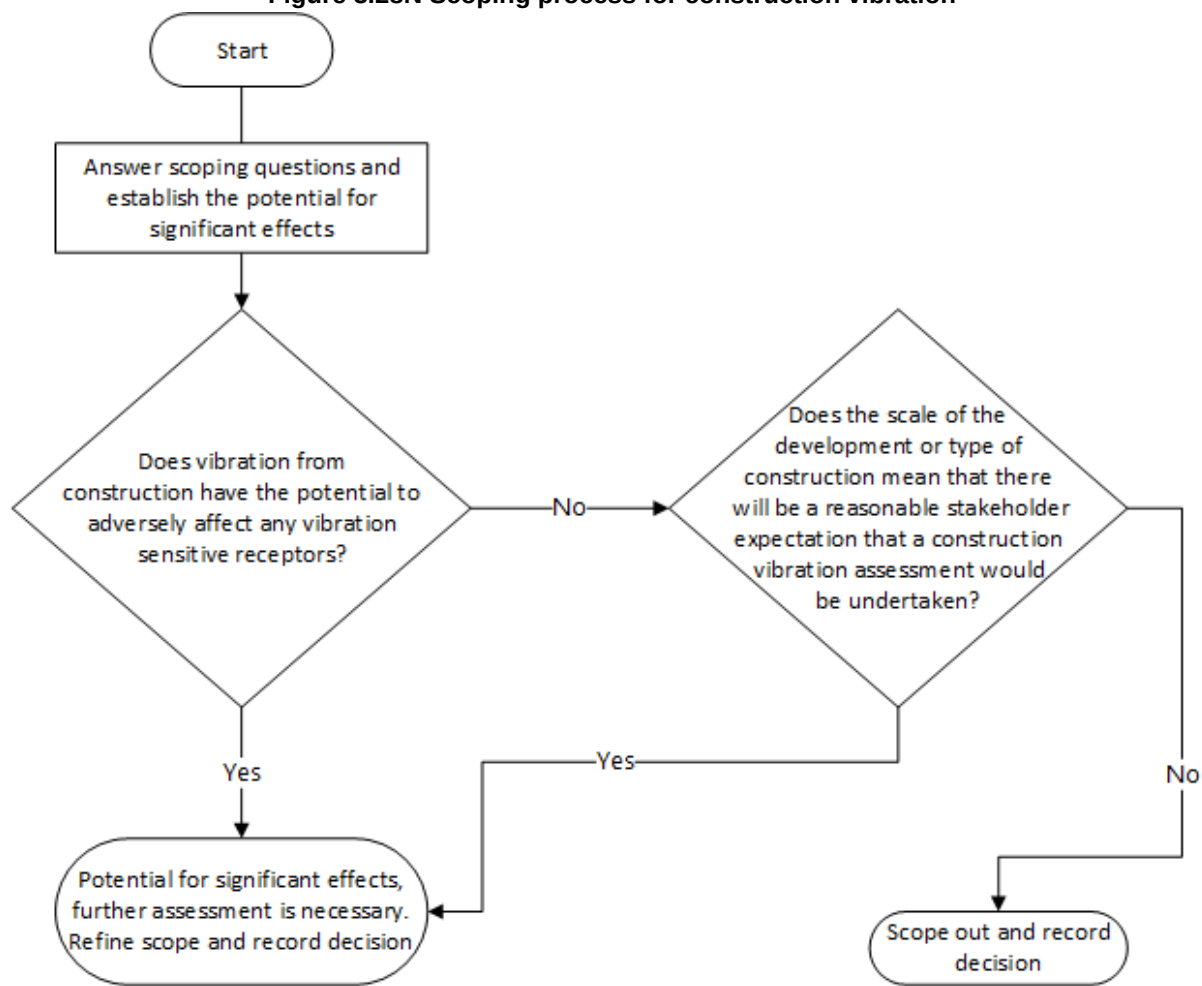 Start
Answer scoping questions and
establish the potential for
significant effects
Does vibration from
construction have the potential to
adversely affect any vibration
sensitive receptors?
No
Does the scale of the
development or type of
construction mean that there
will be a reasonable stakeholder
expectation that a construction
vibration assessment would
be undertaken?
Yes
Yes
No
Potential for significant effects,
further assessment is necessary.
Refine scope and record decision
Scope out and record
decision